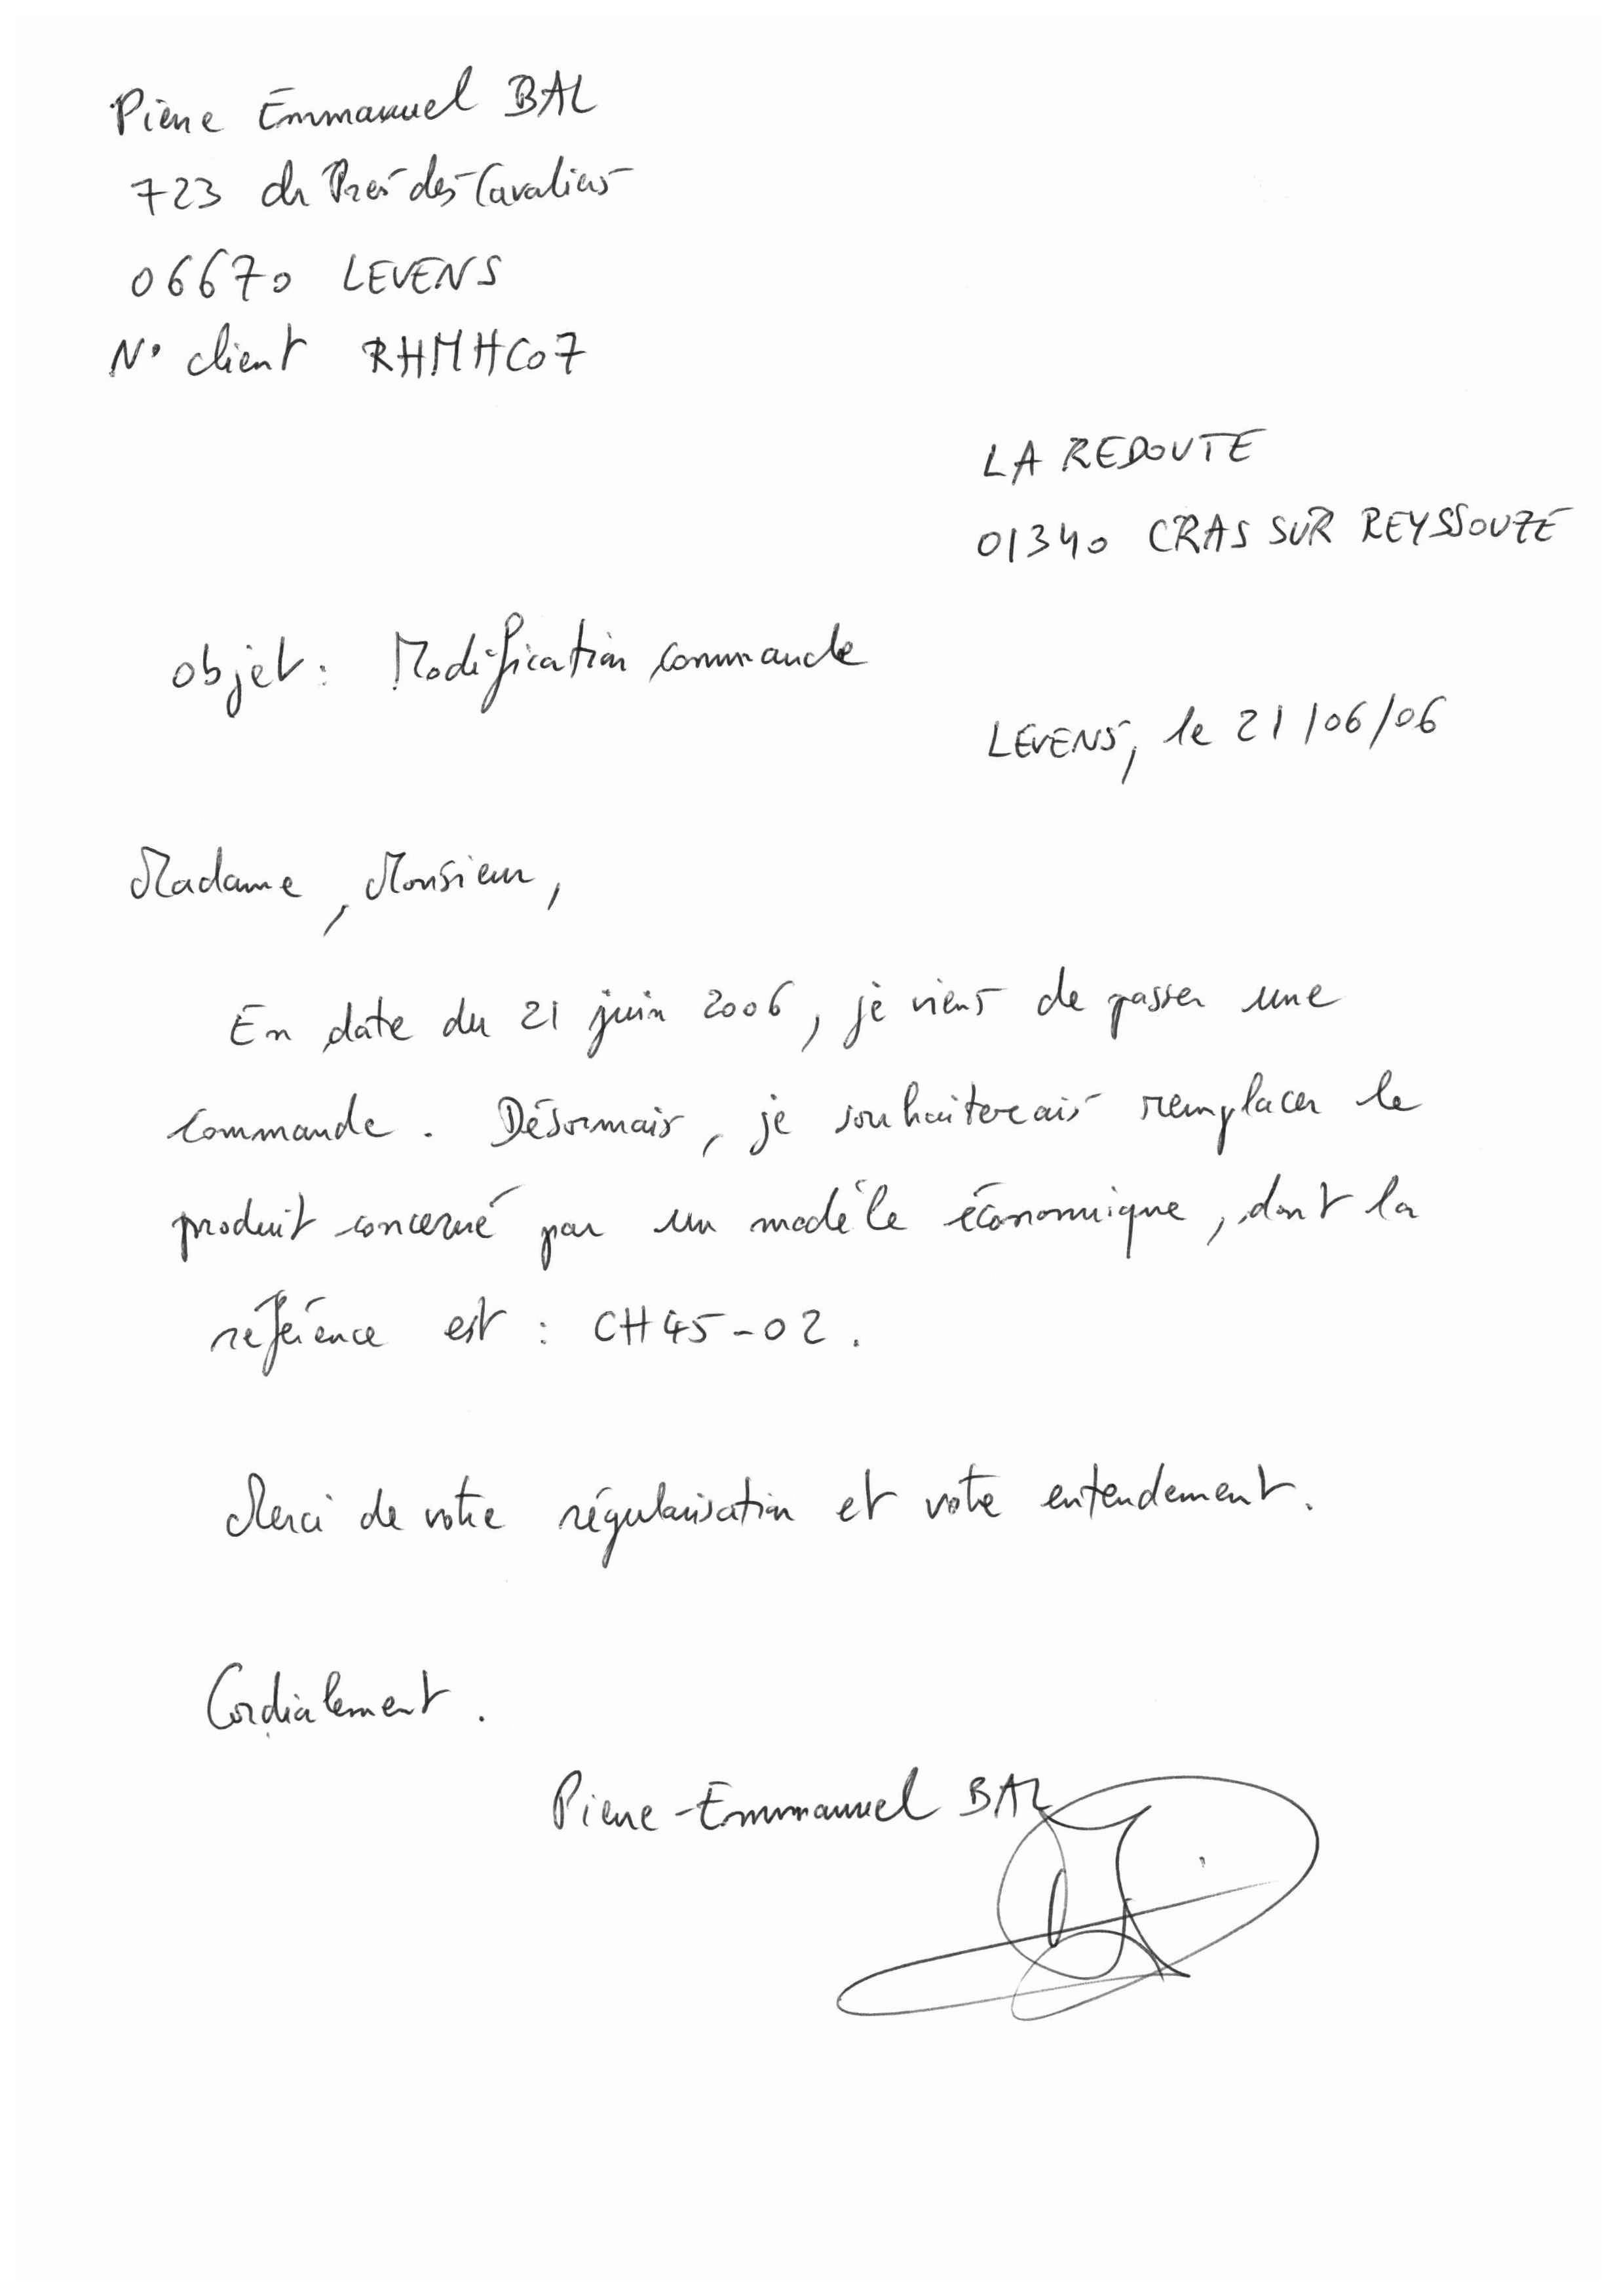 Pierre Emmanuel BAL
723 ch Prés des Cavaliers
06670 LEVENS
N° client RHMHC07
LA REDOUTE
01340 CRAS SUR REYSSOUZE
objet : Modification commande
LEVENS, le 21/06/06
Madame, Monsieur,
En date du 21 juin 2006, je viens de passer une
commande. Désormais, je souhaiterais remplacer le
produit concerné par un modèle économique, dont la
référence est : CH45-02.
Merci de votre régularisation et votre entendement.
Cordialement.
Pierre-Emmanuel BAL